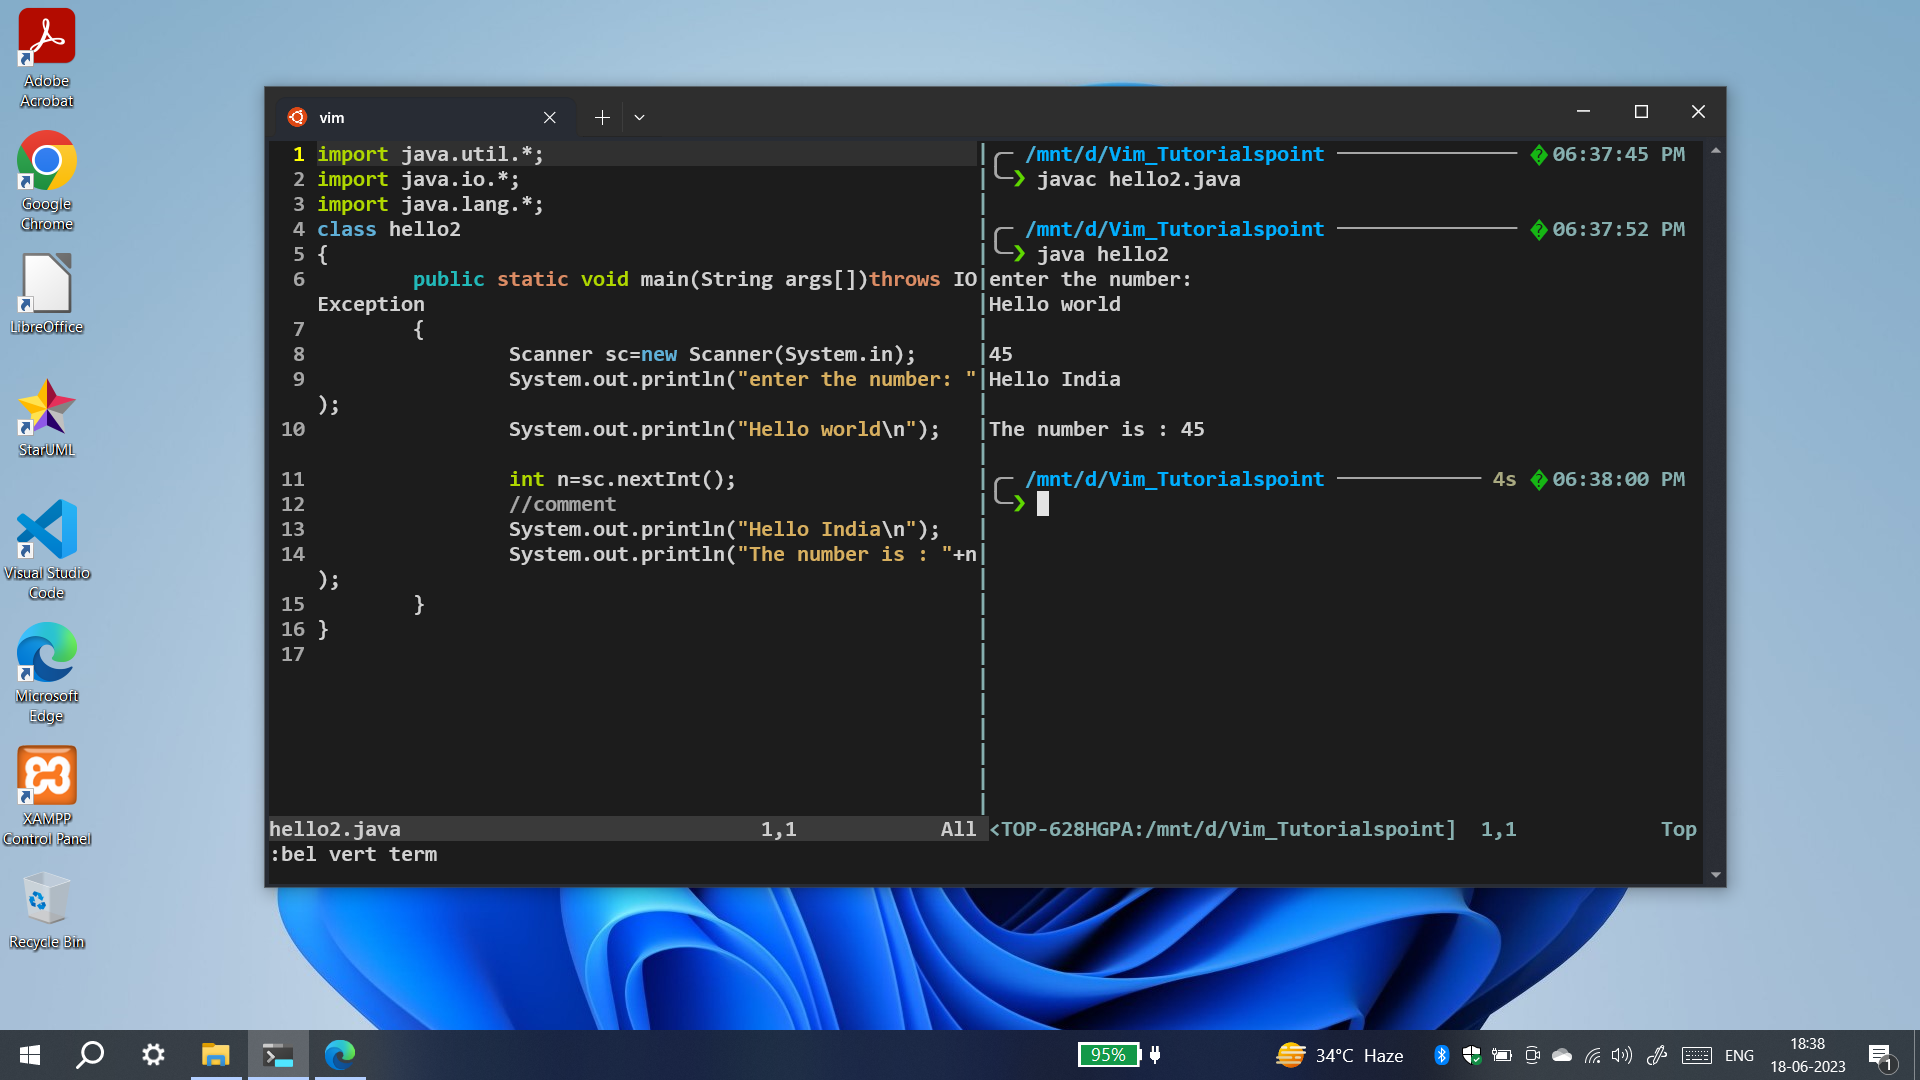 Adobe
Acrobat
Google
Chrome
LibreOffice
StarUML
Visual Studio
Code
Microsoft
Edge
XAMPP
Control Panel
Recycle Bin
vim
1 import java.util.*;
2 import java.io.*;
3 import java.lang.*;
4 class hello2
5 {
6         public static void main(String args[])throws IO
Exception
7         {
8                 Scanner sc=new Scanner(System.in);
9                 System.out.println("enter the number: "
);
10                 System.out.println("Hello world\n");
11                 int n=sc.nextInt();
12                 //comment
13                 System.out.println("Hello India\n");
14                 System.out.println("The number is : "+n
);
15         }
16 }
17
hello2.java 1,1 All
:bel vert term
/mnt/d/Vim_Tutorialspoint 06:37:45 PM
❯ javac hello2.java
/mnt/d/Vim_Tutorialspoint 06:37:52 PM
❯ java hello2
enter the number:
Hello world
45
Hello India
The number is : 45
/mnt/d/Vim_Tutorialspoint 4s 06:38:00 PM
❯
<TOP-628HGPA:/mnt/d/Vim_Tutorialspoint] 1,1 Top
95%
34°C Haze
ENG
18:38
18-06-2023
1